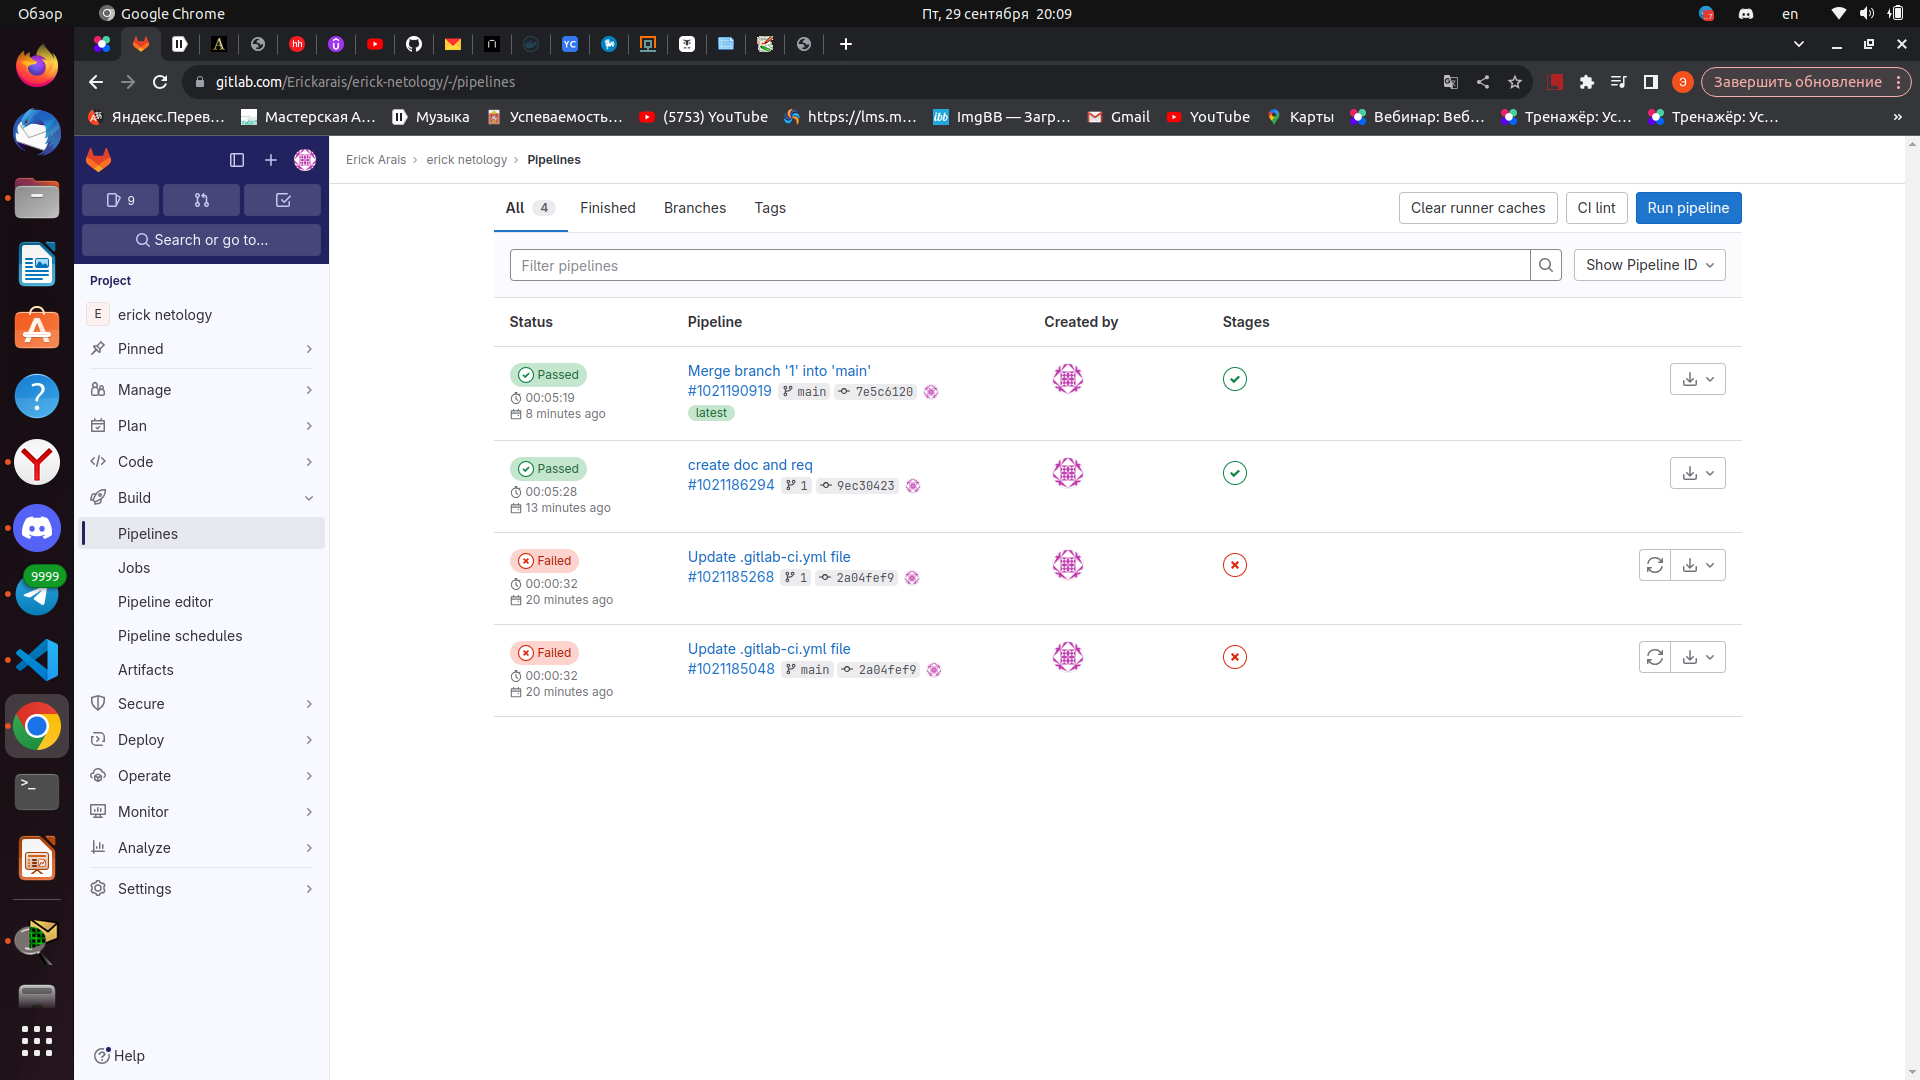 Обзор
Google Chrome
Пт, 29 сентября 20:09
en
gitlab.com/Erickarais/erick-netology/-/pipelines
Завершить обновление
Яндекс.Перев…
Мастерская А…
Музыка
Успеваемость…
(5753) YouTube
https://lms.m…
ImgBB — Загр…
Gmail
YouTube
Карты
Вебинар: Веб…
Тренажёр: Ус…
Тренажёр: Ус…
»
9
Search or go to...
Project
E erick netology
Pinned
Manage
Plan
Code
Build
Pipelines
Jobs
Pipeline editor
Pipeline schedules
Artifacts
Secure
Deploy
Operate
Monitor
Analyze
Settings
Help
9999
Erick Arais › erick netology › Pipelines
All 4 Finished Branches Tags
Clear runner caches CI lint Run pipeline
Filter pipelines
Show Pipeline ID
Status Pipeline Created by Stages
Passed
00:05:19
8 minutes ago
Merge branch '1' into 'main'
#1021190919 main 7e5c6120
latest
Passed
00:05:28
13 minutes ago
create doc and req
#1021186294 1 9ec30423
Failed
00:00:32
20 minutes ago
Update .gitlab-ci.yml file
#1021185268 1 2a04fef9
Failed
00:00:32
20 minutes ago
Update .gitlab-ci.yml file
#1021185048 main 2a04fef9